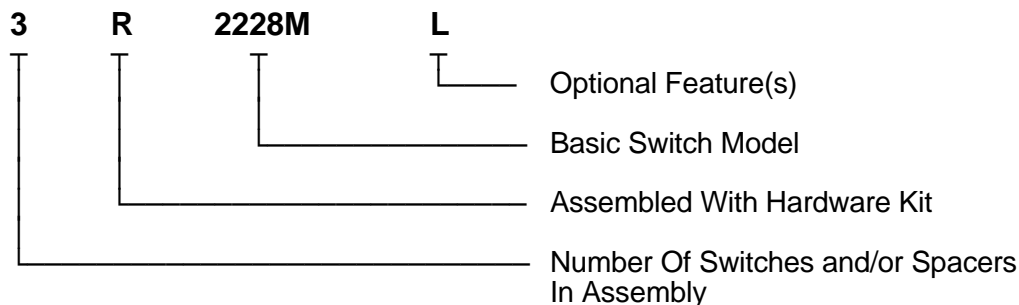 3 R 2228M L
Optional Feature(s)
Basic Switch Model
Assembled With Hardware Kit
Number Of Switches and/or Spacers
In Assembly